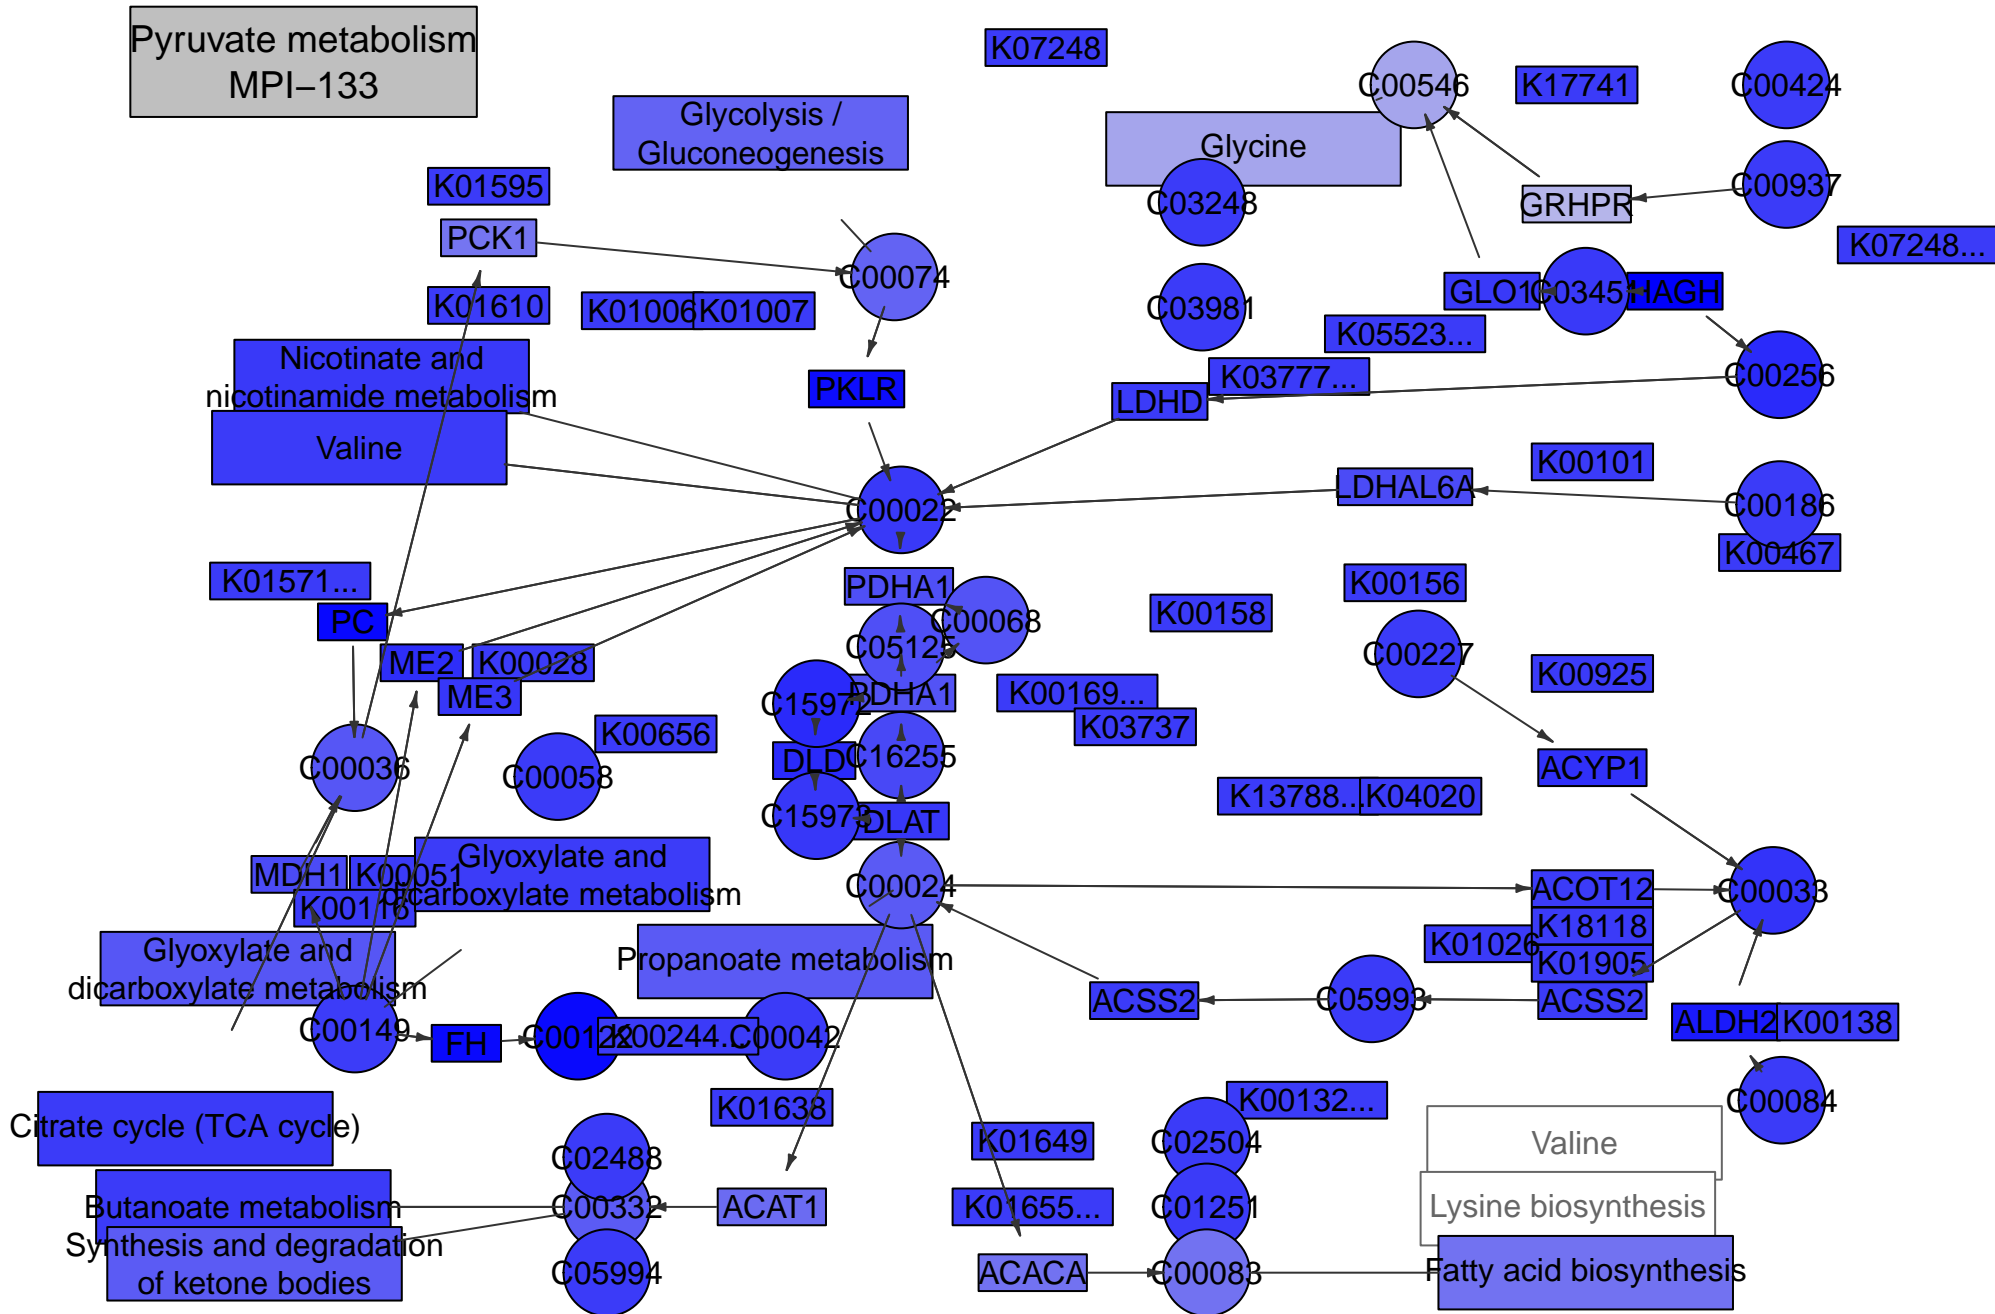 Pyruvate metabolism
MPI−133
K07248
C00546
K17741
C00424
Glycolysis /
Gluconeogenesis
Glycine
K01595
C03248
GRHPR
C00937
PCK1
K07248...
C00074
K01610
K01006
K01007
C03981
GLO1
C03451
HAGH
K05523...
Nicotinate and
nicotinamide metabolism
PKLR
K03777...
LDHD
C00256
Valine
K00101
LDHAL6A
C00186
C00022
K00467
K01571...
PDHA1
K00156
PC
C00068
K00158
C05125
C00227
ME2
K00028
ME3
K00925
C15972
PDHA1
K00169...
K03737
K00656
C00036
C00058
DLD
C16255
ACYP1
K13788...
K04020
C15973
DLAT
MDH1
K00051
Glyoxylate and
dicarboxylate metabolism
K00116
C00024
ACOT12
C00033
K18118
K01026
K01905
Glyoxylate and
dicarboxylate metabolism
Propanoate metabolism
ACSS2
C05993
ACSS2
C00149
FH
C00122
K00244...
C00042
ALDH2
K00138
C00084
K01638
K00132...
Citrate cycle (TCA cycle)
C02488
K01649
C02504
Valine
Butanoate metabolism
C00332
ACAT1
K01655...
C01251
Lysine biosynthesis
Synthesis and degradation
of ketone bodies
C05994
ACACA
C00083
Fatty acid biosynthesis